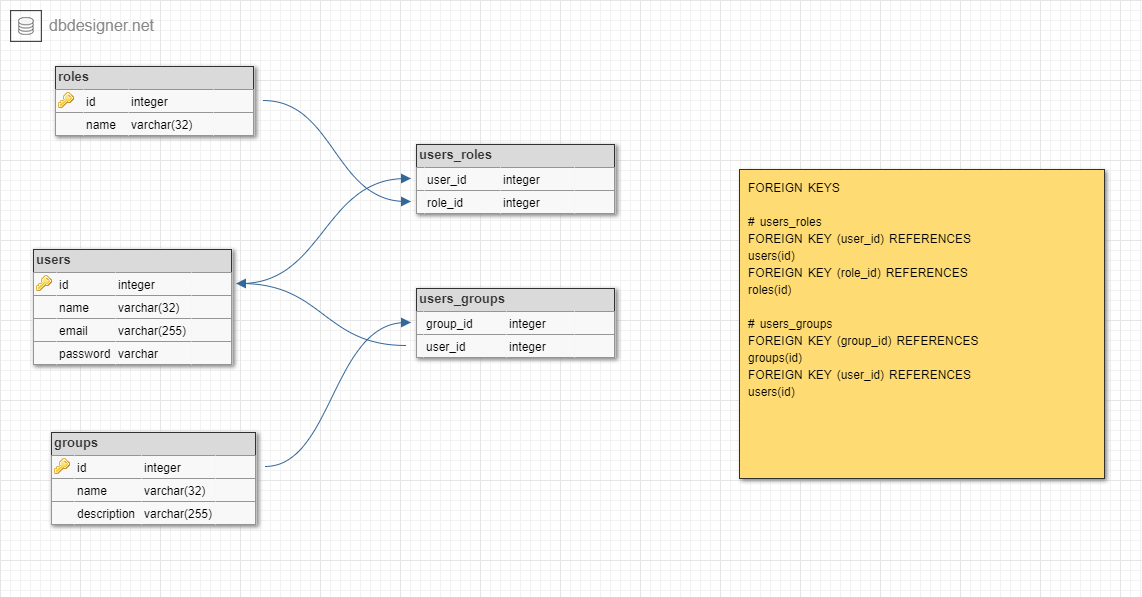 dbdesigner.net
roles
id integer
name varchar(32)
users_roles
user_id integer
role_id integer
users
id integer
name varchar(32)
email varchar(255)
password varchar
users_groups
group_id integer
user_id integer
groups
id integer
name varchar(32)
description varchar(255)
FOREIGN KEYS
# users_roles
FOREIGN KEY (user_id) REFERENCES
users(id)
FOREIGN KEY (role_id) REFERENCES
roles(id)
# users_groups
FOREIGN KEY (group_id) REFERENCES
groups(id)
FOREIGN KEY (user_id) REFERENCES
users(id)